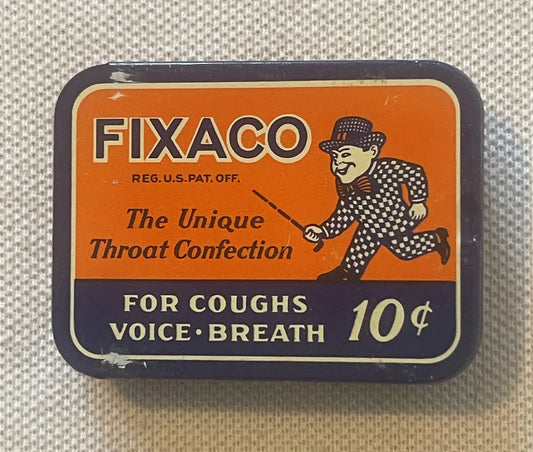 FIXACO
REG. U.S. PAT. OFF.
The Unique
Throat Confection
FOR COUGHS
VOICE • BREATH
10¢